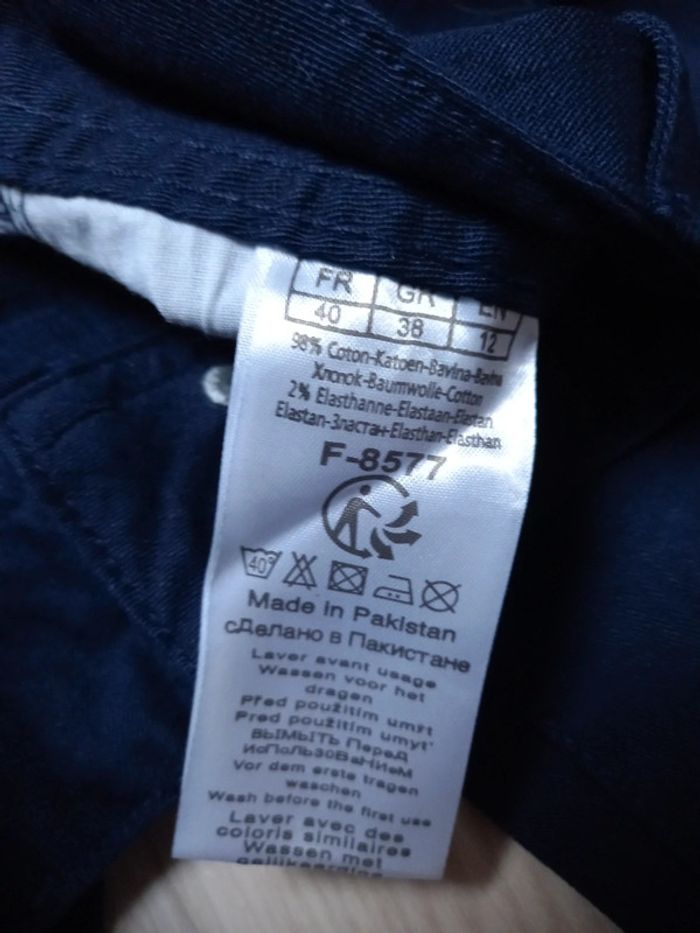 FR GR EN
40 38 12
98% Coton-Katoen-Bavlna-Bavlna
Хлопок-Baumwolle-Cotton
2% Elasthanne-Elastaan-Elastan
Elastan-Эластан-Elasthan-Elasthan
F-8577
40°
Made in Pakistan
сДелано в Пакистане
Laver avant usage
Wassen voor het
dragen
Před použitím umýt
Pred použitím umyt'
ВЫМЫТЬ ПереД
ИсПоЛЬЗОВаНИеМ
Vor dem erste tragen
waschen
Wash before the first use
Laver avec des
coloris similaires
Wassen met